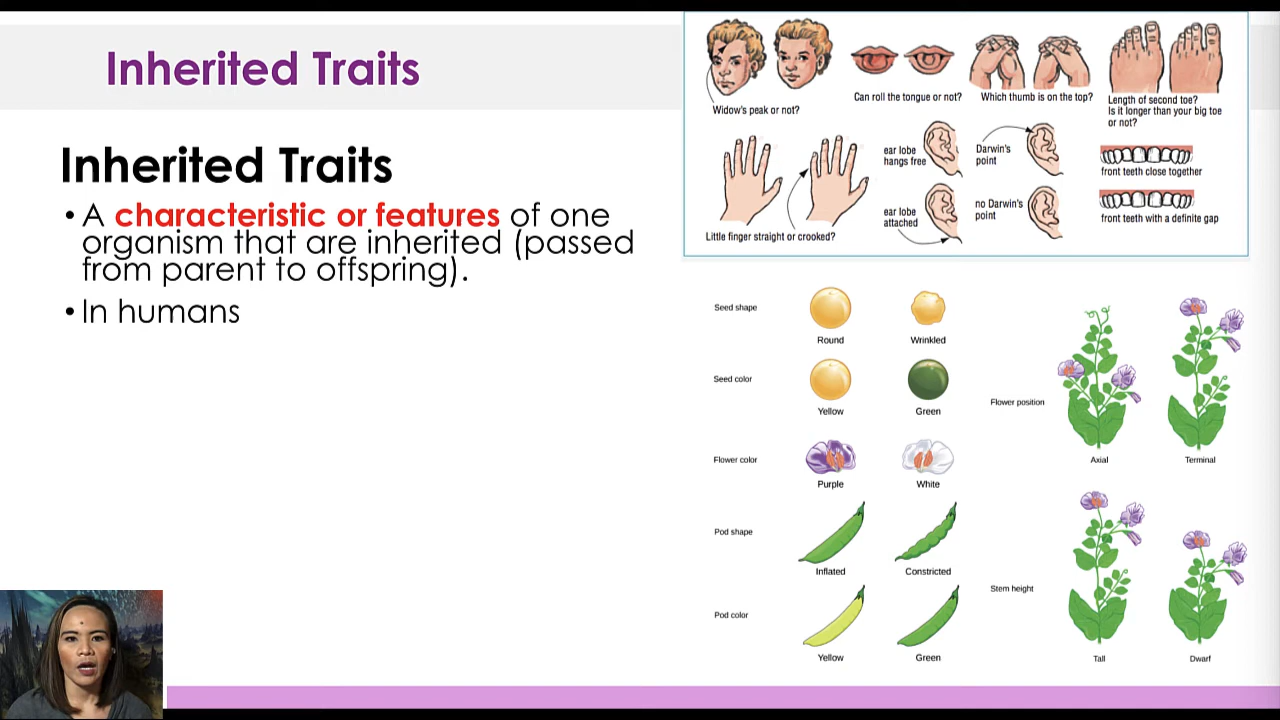 Inherited Traits
Inherited Traits
• A characteristic or features of one
organism that are inherited (passed
from parent to offspring).
• In humans
Widow's peak or not?
Can roll the tongue or not?
Which thumb is on the top?
Length of second toe?
Is it longer than your big toe
or not?
Little finger straight or crooked?
ear lobe
hangs free
Darwin's
point
ear lobe
attached
no Darwin's
point
front teeth close together
front teeth with a definite gap
Seed shape
Round
Wrinkled
Seed color
Yellow
Green
Flower color
Purple
White
Pod shape
Inflated
Constricted
Pod color
Yellow
Green
Flower position
Axial
Terminal
Stem height
Tall
Dwarf